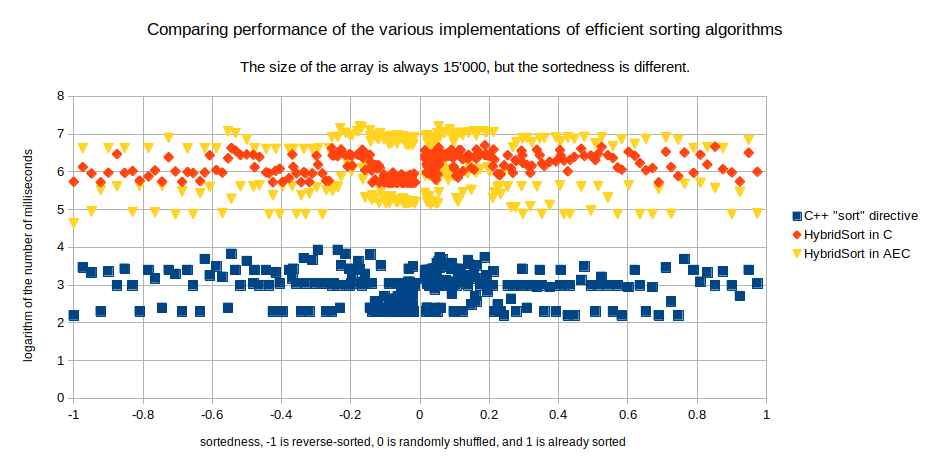 Comparing performance of the various implementations of efficient sorting algorithms
The size of the array is always 15'000, but the sortedness is different.
logarithm of the number of milliseconds
8
7
6
5
4
3
2
1
0
-1 -0.8 -0.6 -0.4 -0.2 0 0.2 0.4 0.6 0.8 1
sortedness, -1 is reverse-sorted, 0 is randomly shuffled, and 1 is already sorted
C++ "sort" directive
HybridSort in C
HybridSort in AEC